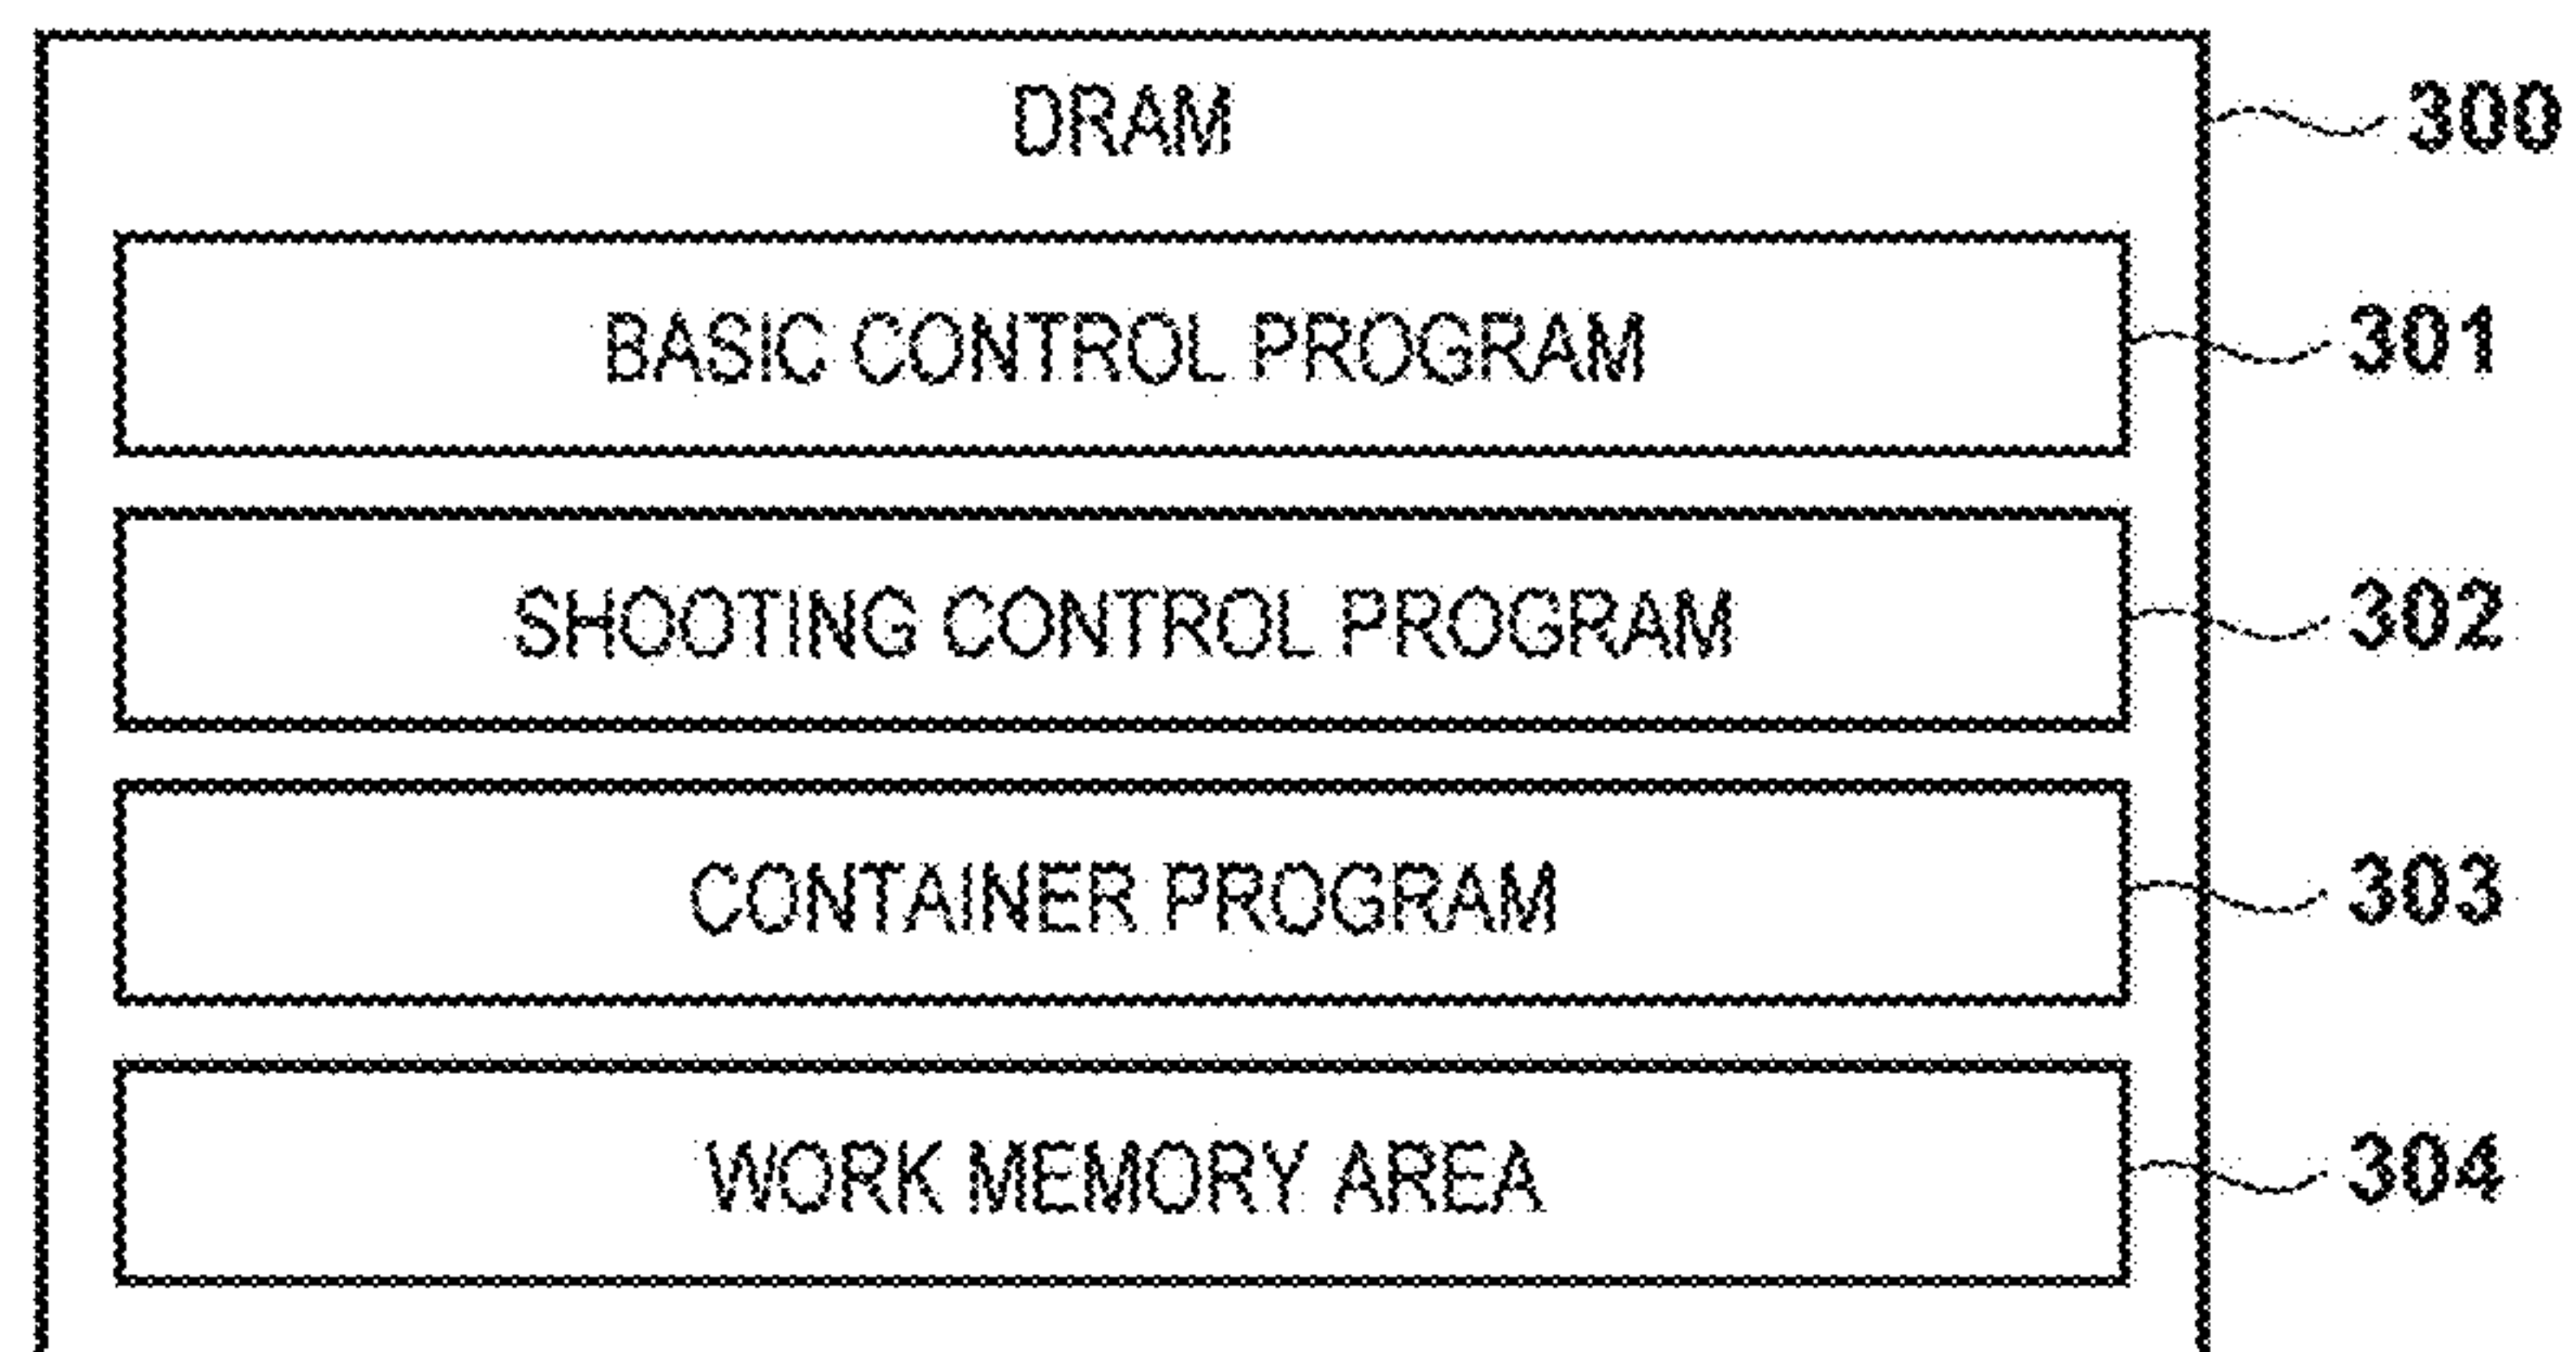 DRAM 300
BASIC CONTROL PROGRAM 301
SHOOTING CONTROL PROGRAM 302
CONTAINER PROGRAM 303
WORK MEMORY AREA 304